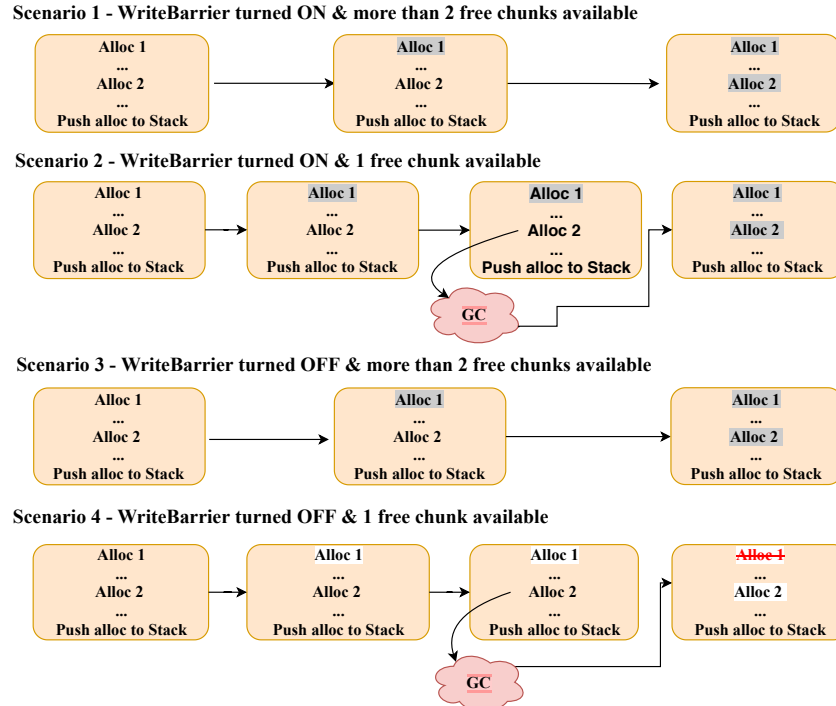 Scenario 1 - WriteBarrier turned ON & more than 2 free chunks available
Alloc 1
...
Alloc 2
...
Push alloc to Stack
Alloc 1
...
Alloc 2
...
Push alloc to Stack
Alloc 1
...
Alloc 2
...
Push alloc to Stack
Scenario 2 - WriteBarrier turned ON & 1 free chunk available
Alloc 1
...
Alloc 2
...
Push alloc to Stack
Alloc 1
...
Alloc 2
...
Push alloc to Stack
Alloc 1
...
Alloc 2
...
Push alloc to Stack
GC
Alloc 1
...
Alloc 2
...
Push alloc to Stack
Scenario 3 - WriteBarrier turned OFF & more than 2 free chunks available
Alloc 1
...
Alloc 2
...
Push alloc to Stack
Alloc 1
...
Alloc 2
...
Push alloc to Stack
Alloc 1
...
Alloc 2
...
Push alloc to Stack
Scenario 4 - WriteBarrier turned OFF & 1 free chunk available
Alloc 1
...
Alloc 2
...
Push alloc to Stack
Alloc 1
...
Alloc 2
...
Push alloc to Stack
Alloc 1
...
Alloc 2
...
Push alloc to Stack
GC
Alloc 1
...
Alloc 2
...
Push alloc to Stack